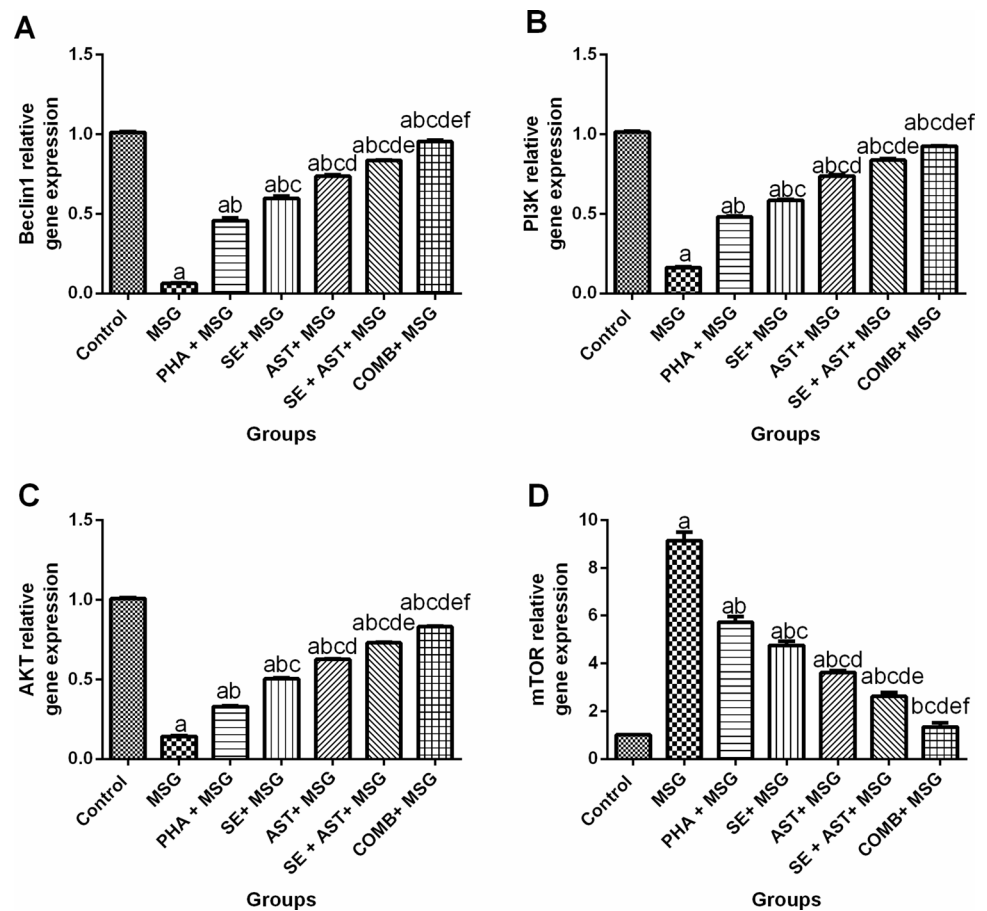 A
Beclin1 relative
gene expression
1.5
1.0
0.5
0.0
a
ab
abc
abcd
abcde
abcdef
Control
MSG
PHA + MSG
SE+ MSG
AST+ MSG
SE + AST+ MSG
COMB+ MSG
Groups
B
PI3K relative
gene expression
1.5
1.0
0.5
0.0
a
ab
abc
abcd
abcde
abcdef
Control
MSG
PHA + MSG
SE+ MSG
AST+ MSG
SE + AST+ MSG
COMB+ MSG
Groups
C
AKT relative
gene expression
1.5
1.0
0.5
0.0
a
ab
abc
abcd
abcde
abcdef
Control
MSG
PHA + MSG
SE+ MSG
AST+ MSG
SE + AST+ MSG
COMB+ MSG
Groups
D
mTOR relative
gene expression
10
8
6
4
2
0
a
ab
abc
abcd
abcde
bcdef
Control
MSG
PHA + MSG
SE+ MSG
AST+ MSG
SE + AST+ MSG
COMB+ MSG
Groups